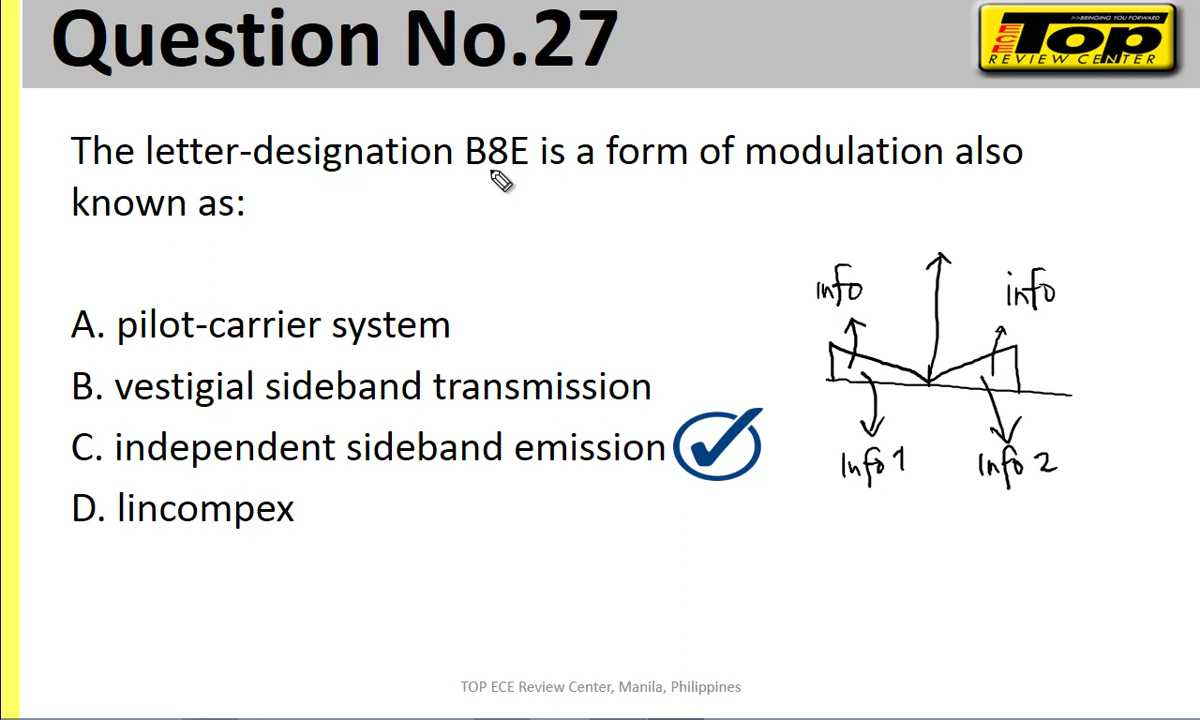 Question No.27
>>BRINGING YOU FORWARD
ECE Top
REVIEW CENTER
The letter-designation B8E is a form of modulation also
known as:
A. pilot-carrier system
B. vestigial sideband transmission
C. independent sideband emission
D. lincompex
info
info
info 1
info 2
TOP ECE Review Center, Manila, Philippines